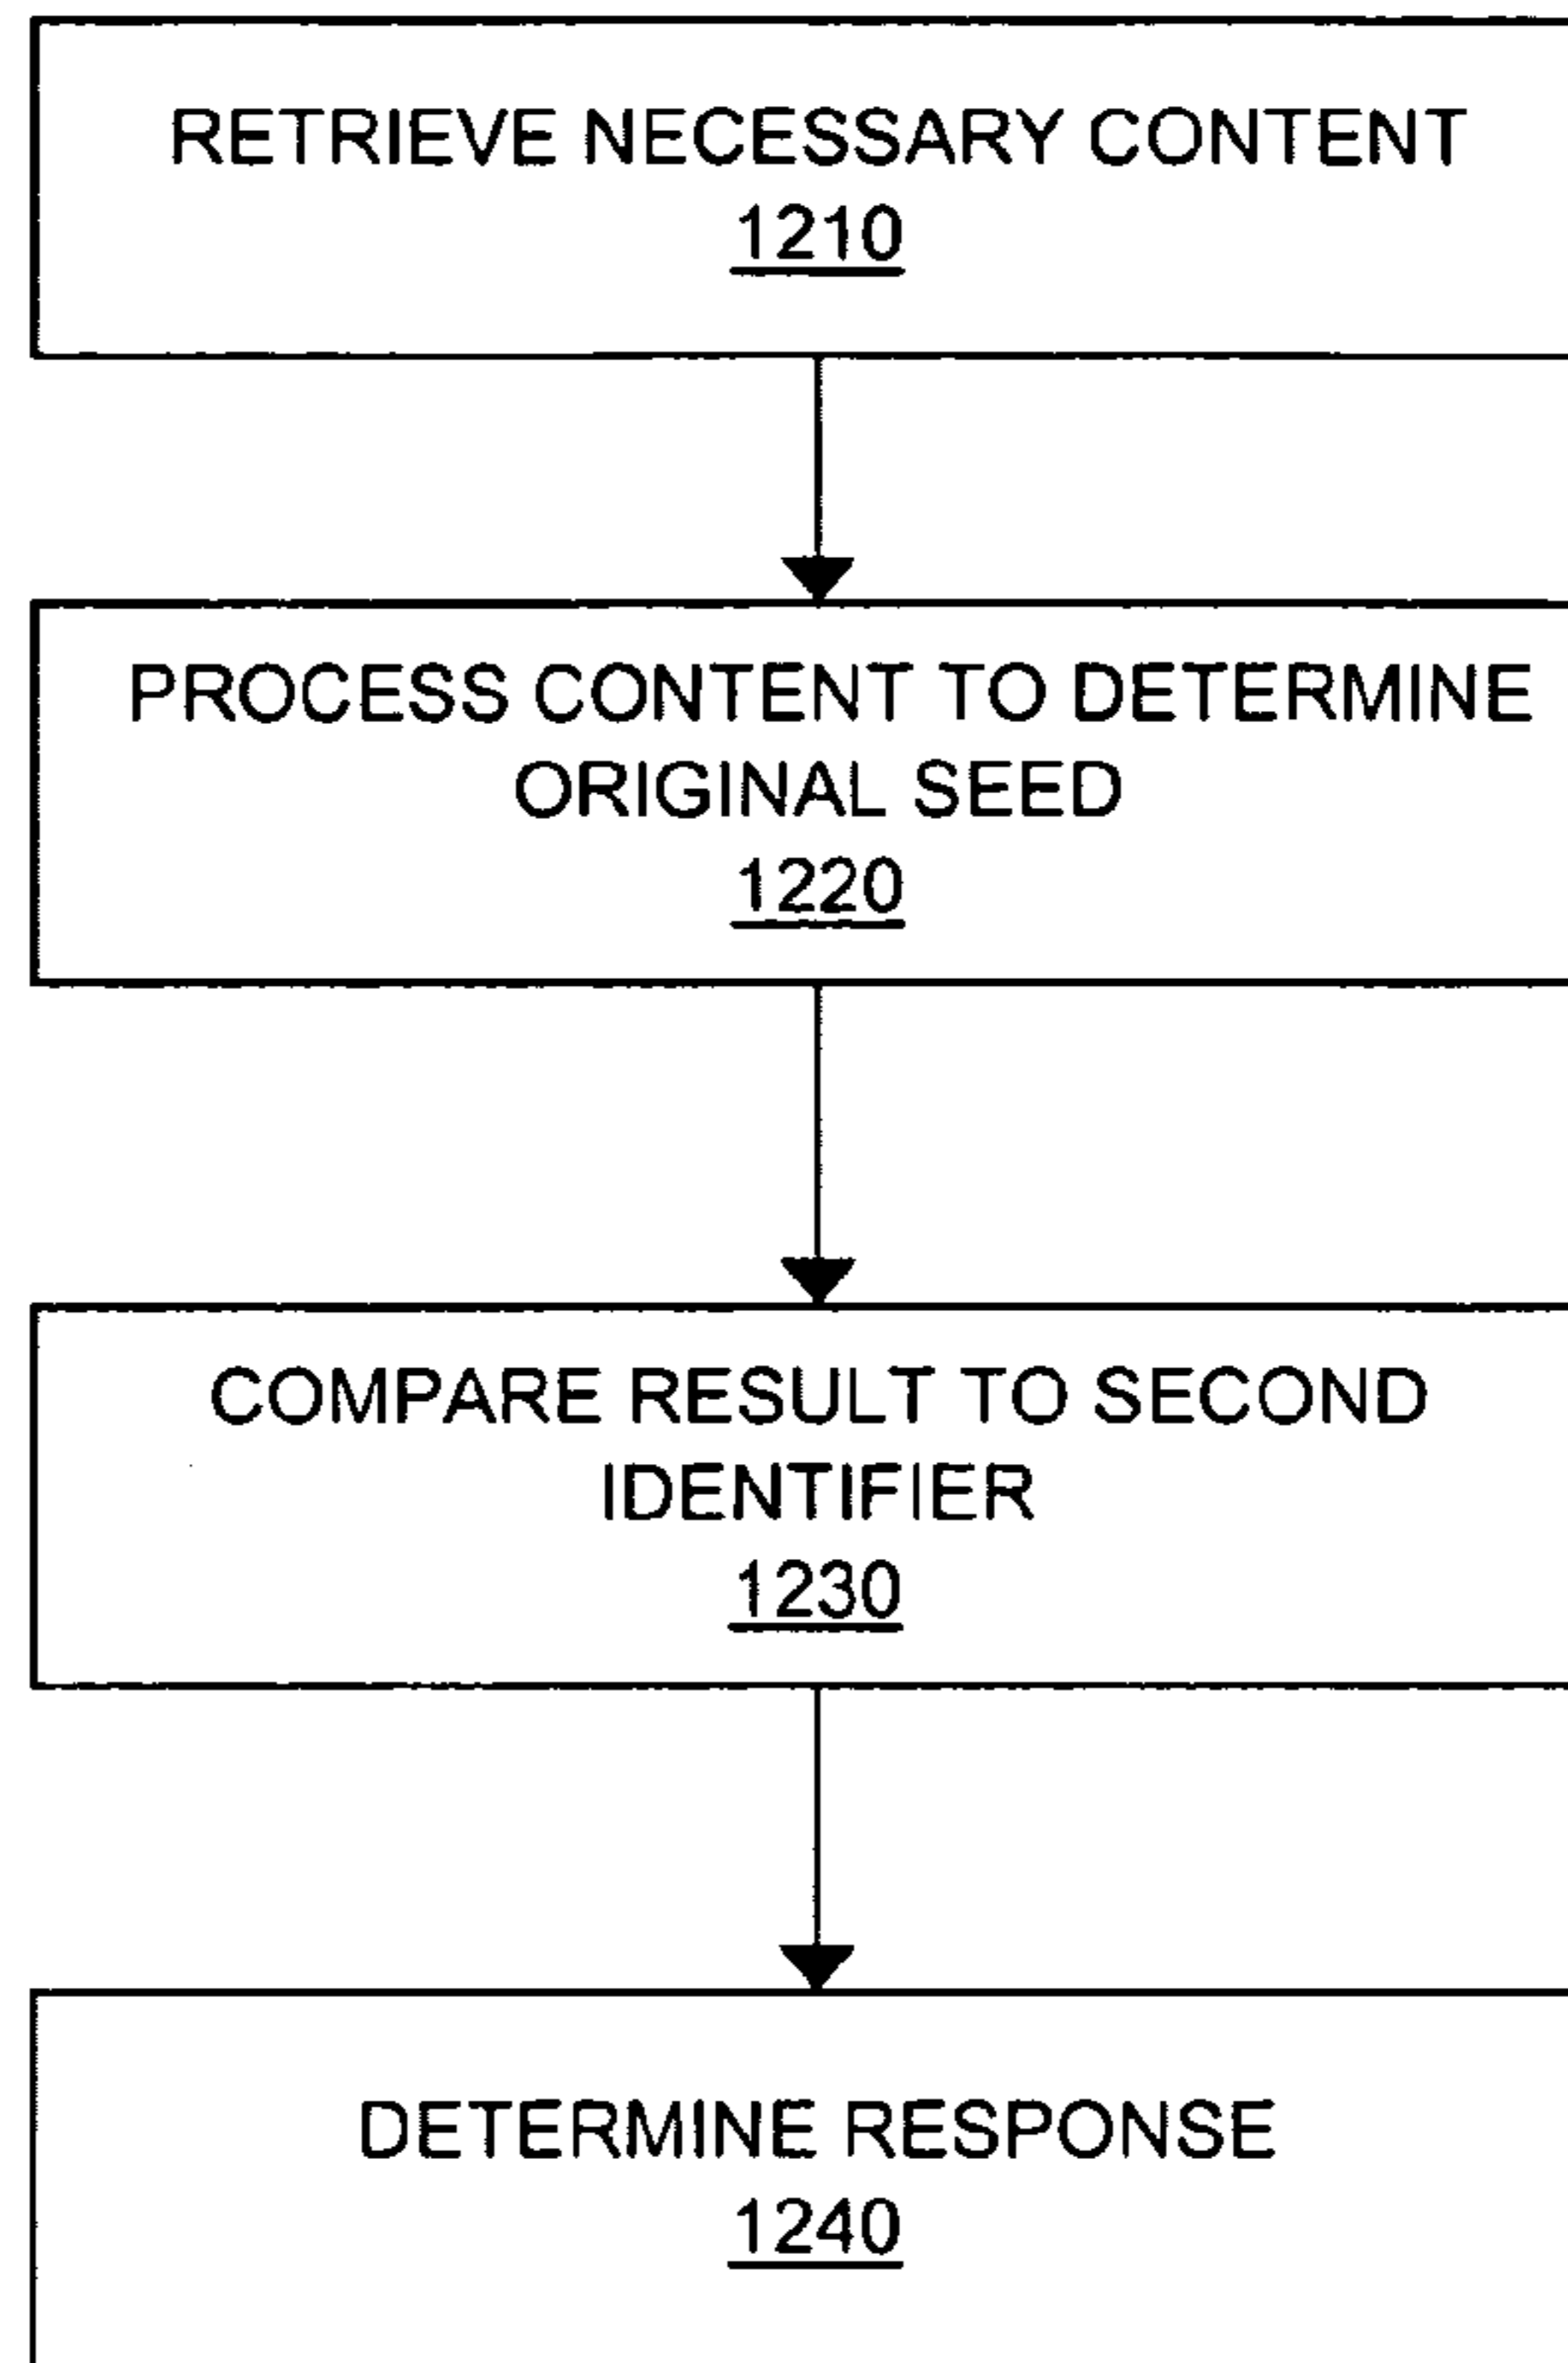 RETRIEVE NECESSARY CONTENT
1210
PROCESS CONTENT TO DETERMINE
ORIGINAL SEED
1220
COMPARE RESULT TO SECOND
IDENTIFIER
1230
DETERMINE RESPONSE
1240